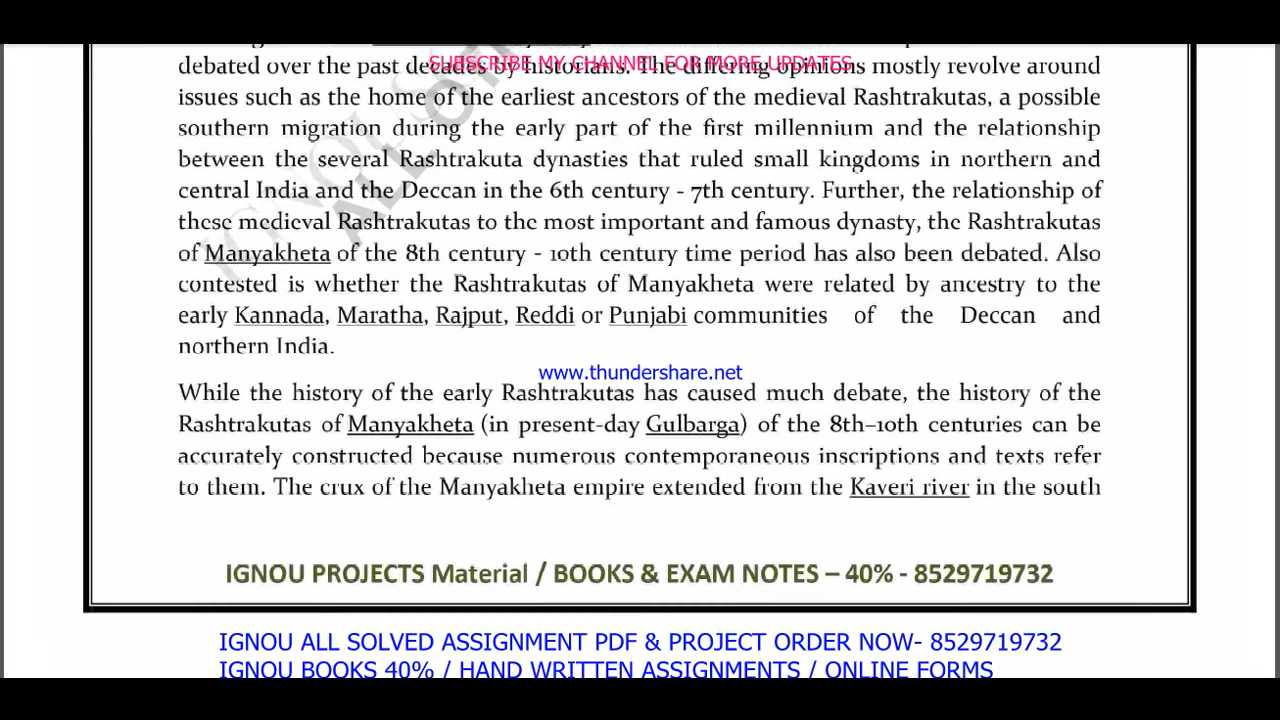 SUBSCRIBE MY CHANNEL FOR MORE UPDATES
debated over the past decades by historians. The differing opinions mostly revolve around
issues such as the home of the earliest ancestors of the medieval Rashtrakutas, a possible
southern migration during the early part of the first millennium and the relationship
between the several Rashtrakuta dynasties that ruled small kingdoms in northern and
central India and the Deccan in the 6th century - 7th century. Further, the relationship of
these medieval Rashtrakutas to the most important and famous dynasty, the Rashtrakutas
of Manyakheta of the 8th century - 10th century time period has also been debated. Also
contested is whether the Rashtrakutas of Manyakheta were related by ancestry to the
early Kannada, Maratha, Rajput, Reddi or Punjabi communities of the Deccan and
northern India.
www.thundershare.net
While the history of the early Rashtrakutas has caused much debate, the history of the
Rashtrakutas of Manyakheta (in present-day Gulbarga) of the 8th–10th centuries can be
accurately constructed because numerous contemporaneous inscriptions and texts refer
to them. The crux of the Manyakheta empire extended from the Kaveri river in the south
IGNOU PROJECTS Material / BOOKS & EXAM NOTES – 40% - 8529719732
IGNOU ALL SOLVED ASSIGNMENT PDF & PROJECT ORDER NOW- 8529719732
IGNOU BOOKS 40% / HAND WRITTEN ASSIGNMENTS / ONLINE FORMS